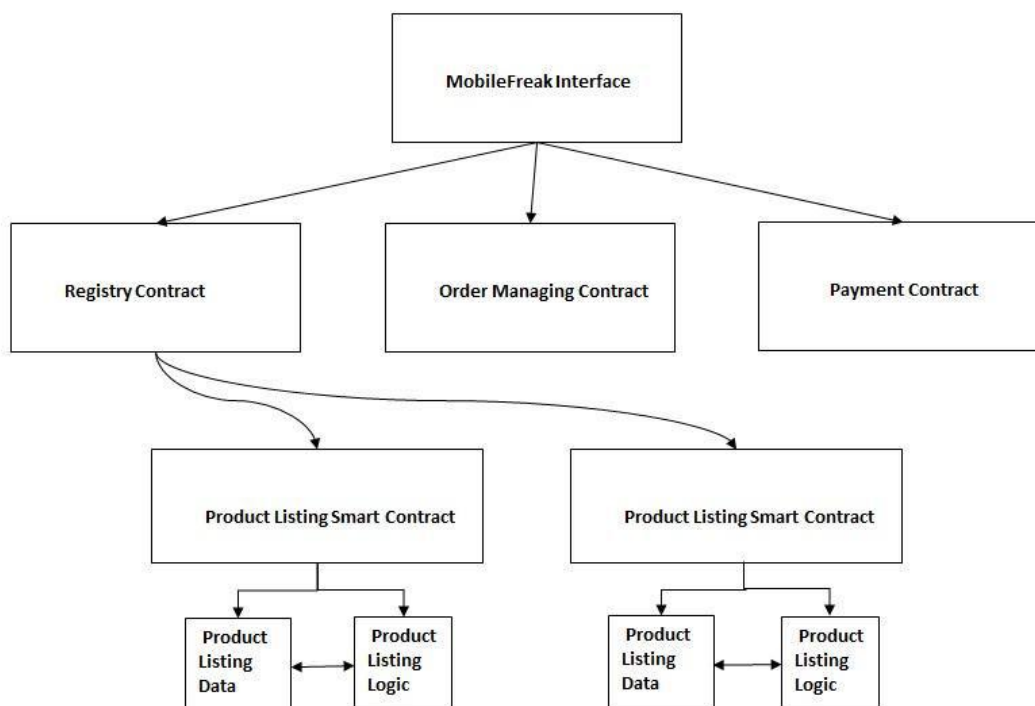 MobileFreak Interface
Registry Contract
Order Managing Contract
Payment Contract
Product Listing Smart Contract
Product Listing Smart Contract
Product
Listing
Data
Product
Listing
Logic
Product
Listing
Data
Product
Listing
Logic